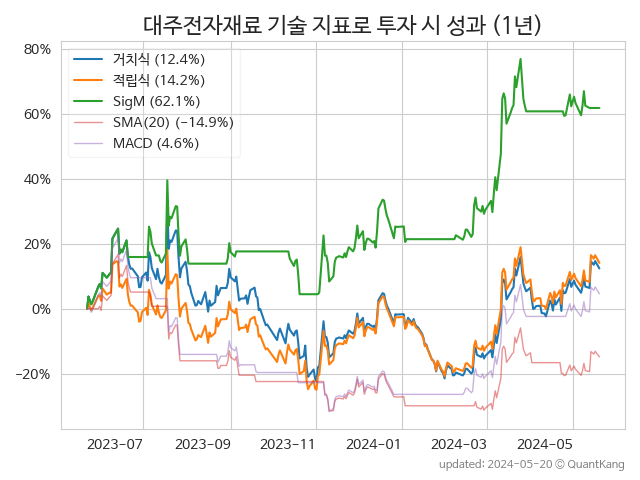 대주전자재료 기술 지표로 투자 시 성과 (1년)
80%
60%
40%
20%
0%
−20%
거치식 (12.4%)
적립식 (14.2%)
SigM (62.1%)
SMA(20) (−14.9%)
MACD (4.6%)
2023-07
2023-09
2023-11
2024-01
2024-03
2024-05
updated: 2024-05-20 © QuantKang